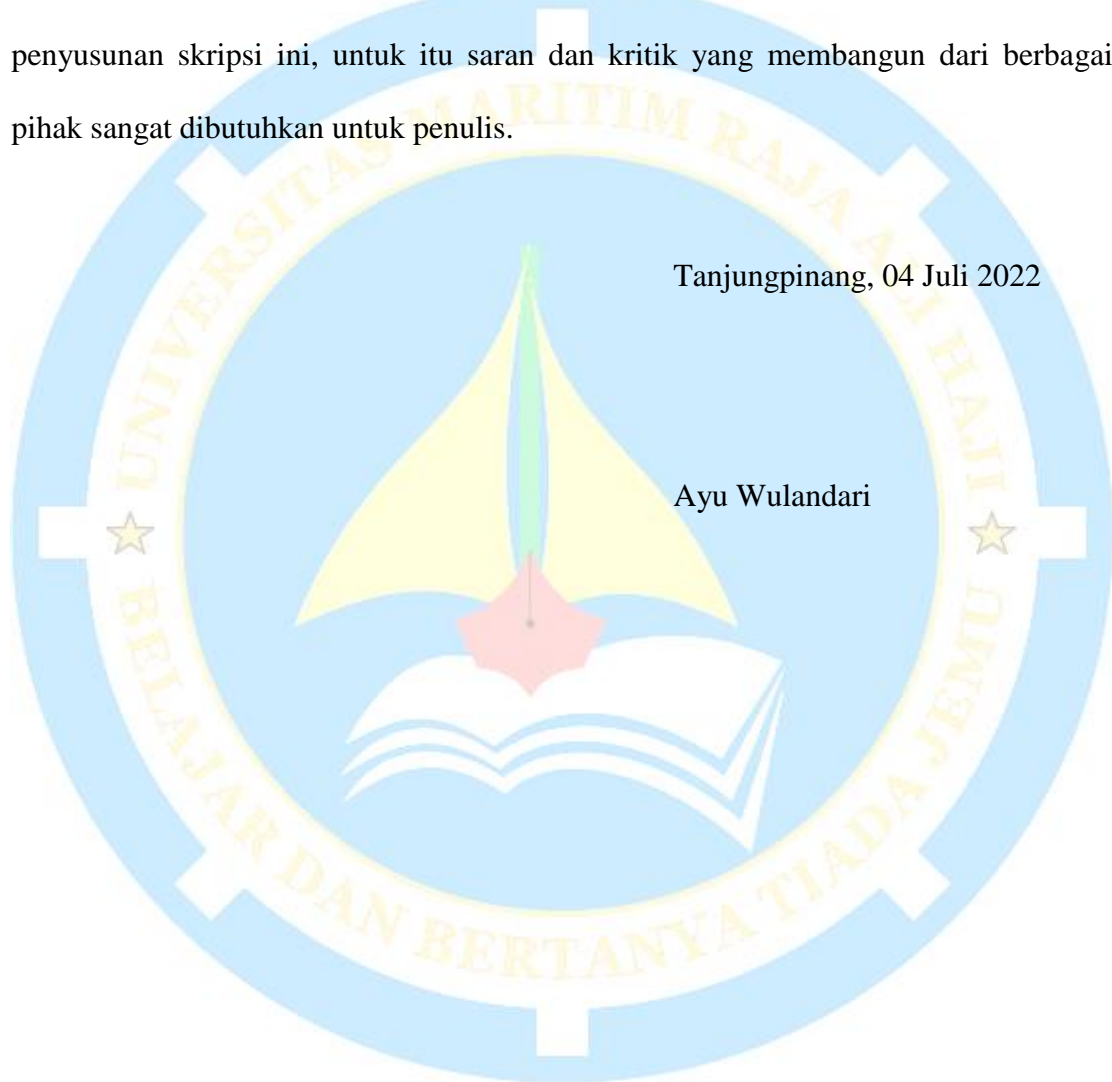 penyusunan skripsi ini, untuk itu saran dan kritik yang membangun dari berbagai
pihak sangat dibutuhkan untuk penulis.
UNIVERSITAS MARITIM RAJA ALI HAJI
Tanjungpinang, 04 Juli 2022
Ayu Wulandari
BELAJAR DAN BERTANYA TIADA JEMU